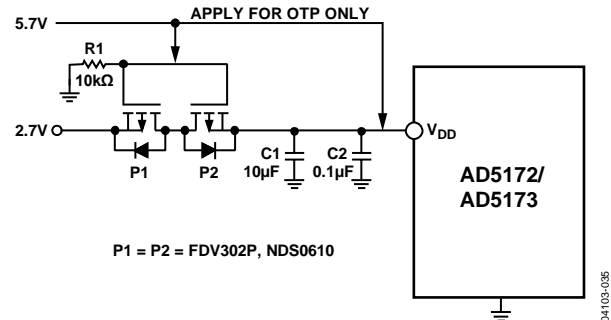 APPLY FOR OTP ONLY
5.7V
R1
10kΩ
2.7V
P1
P2
C1
10µF
C2
0.1µF
VDD
AD5172/
AD5173
P1 = P2 = FDV302P, NDS0610
04103-035